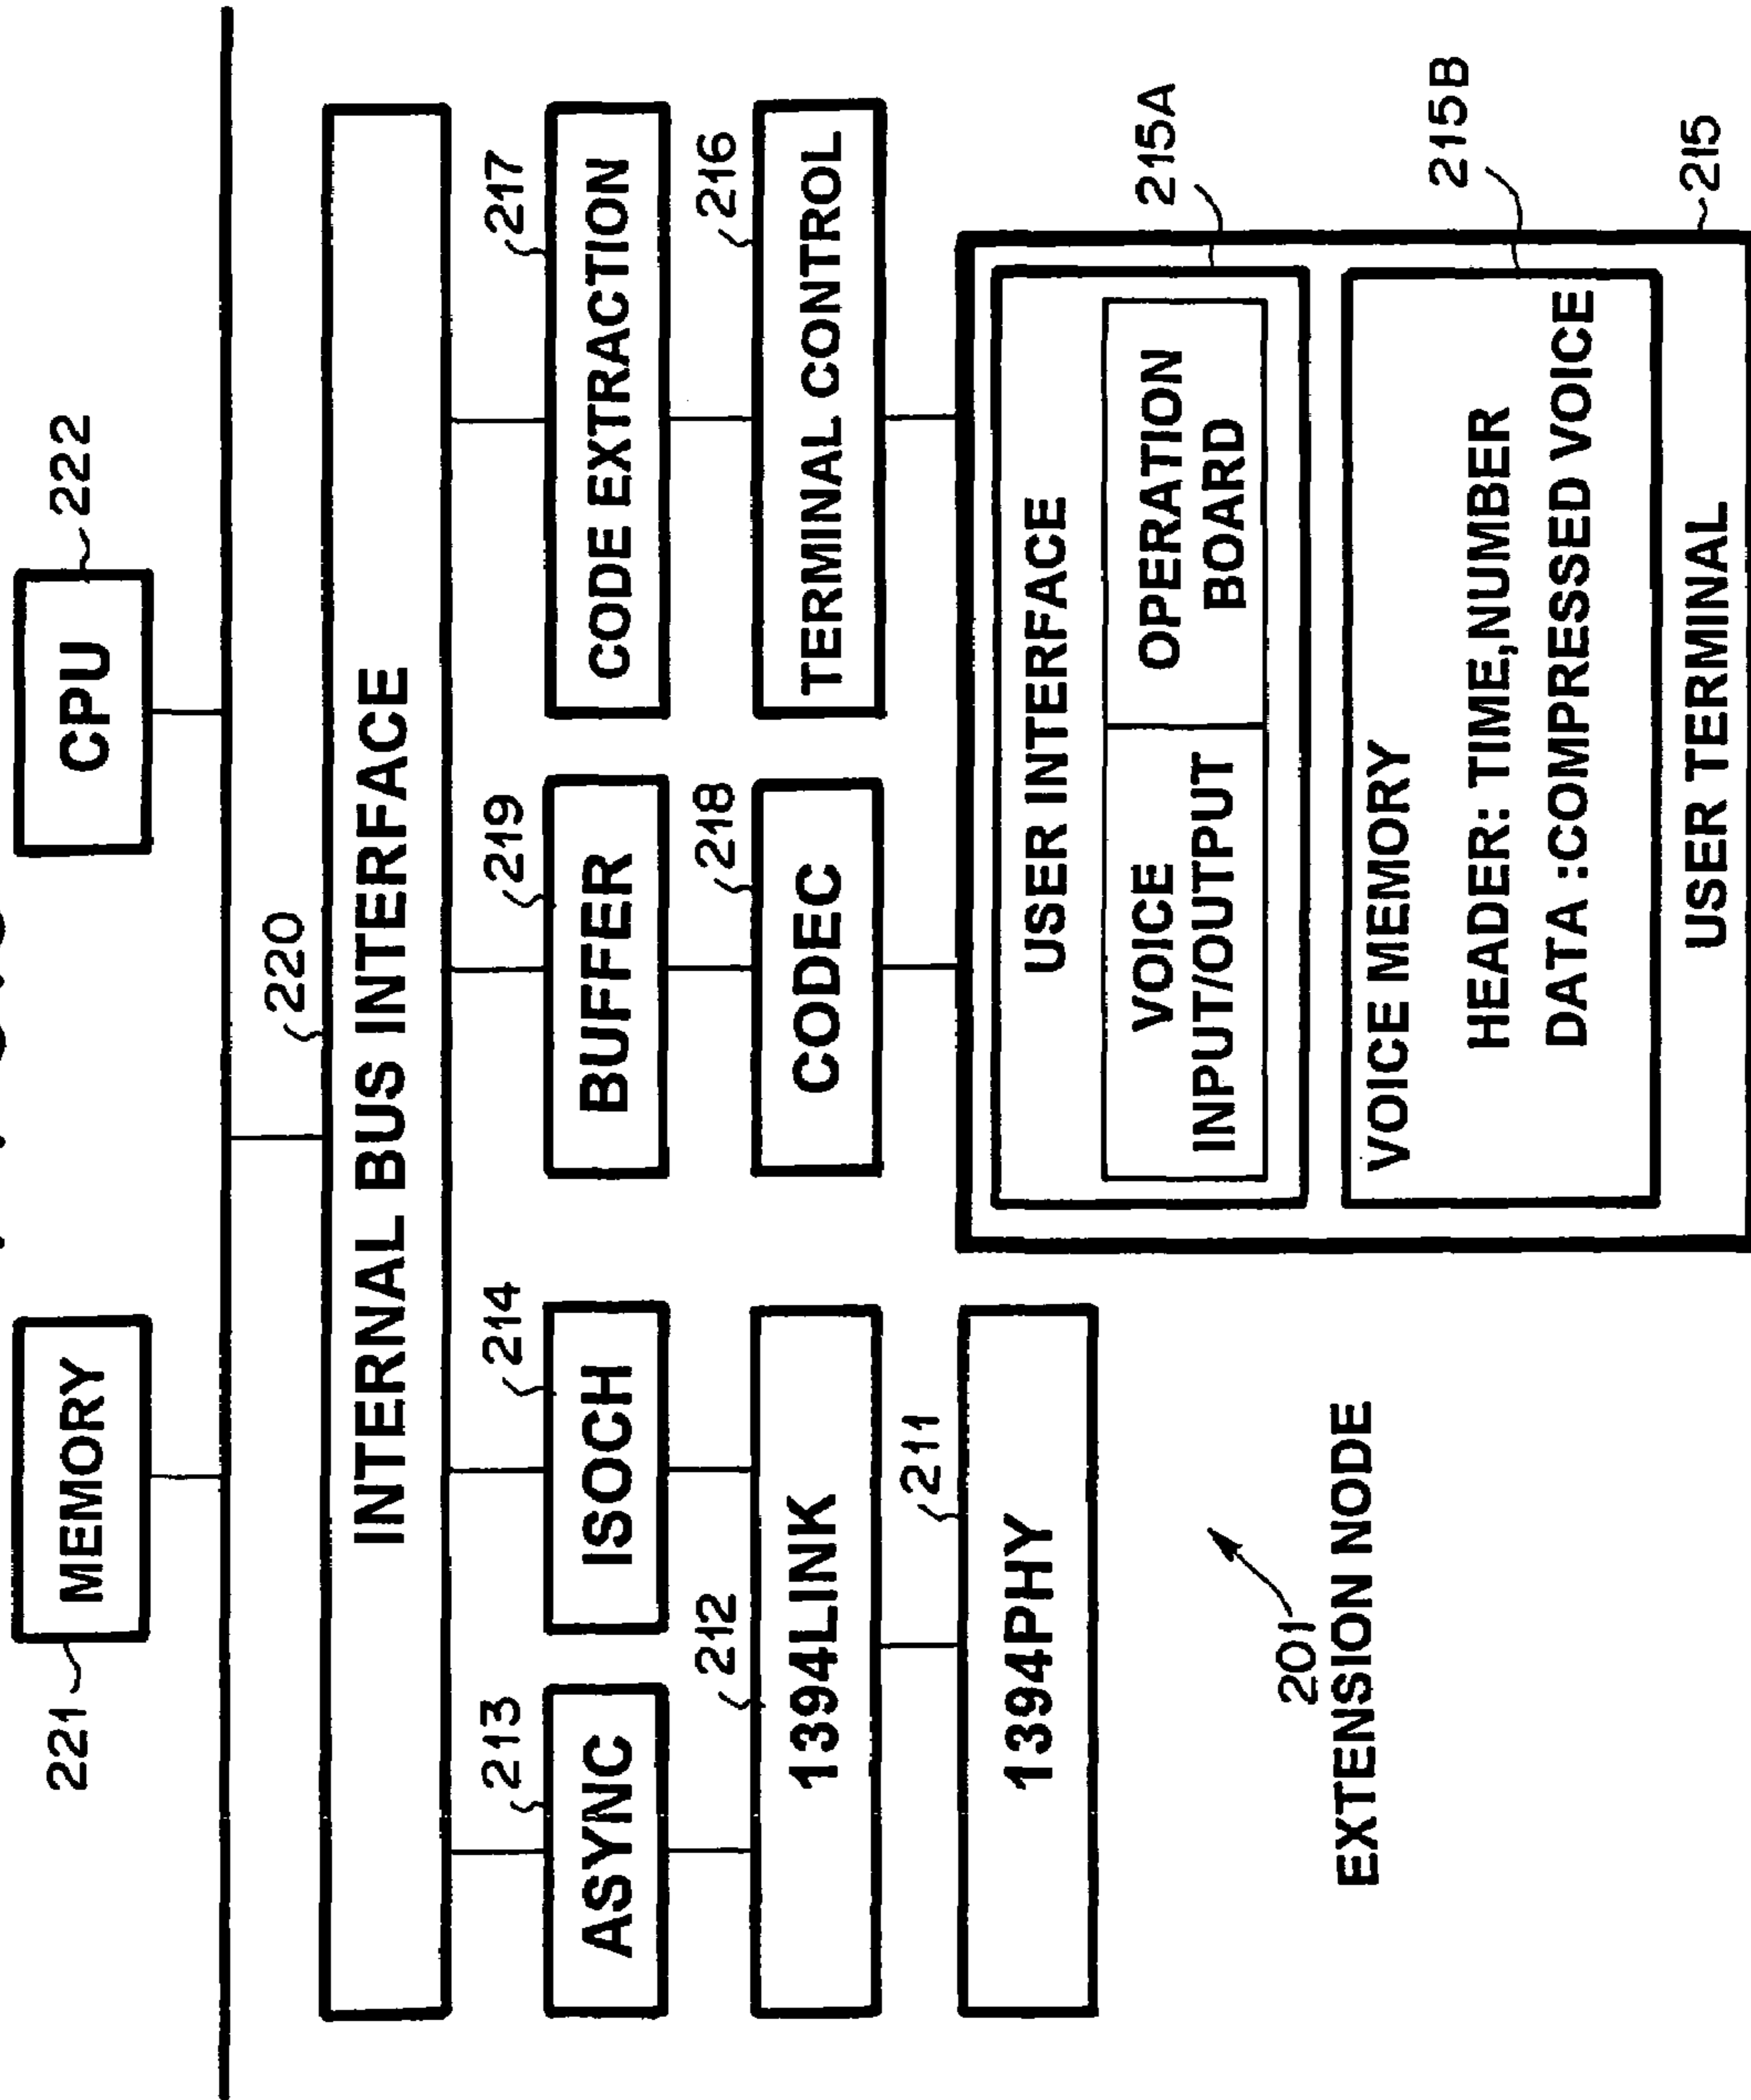 221
MEMORY
CPU
222
220
INTERNAL BUS INTERFACE
213
214
219
217
ASYNC
ISOCH
BUFFER
CODE EXTRACTION
212
218
216
1394LINK
CODEC
TERMINAL CONTROL
211
1394PHY
USER INTERFACE
VOICE
INPUT/OUTPUT
OPERATION
BOARD
215A
201
EXTENSION NODE
VOICE MEMORY
HEADER: TIME,NUMBER
DATA :COMPRESSED VOICE
215B
USER TERMINAL
215